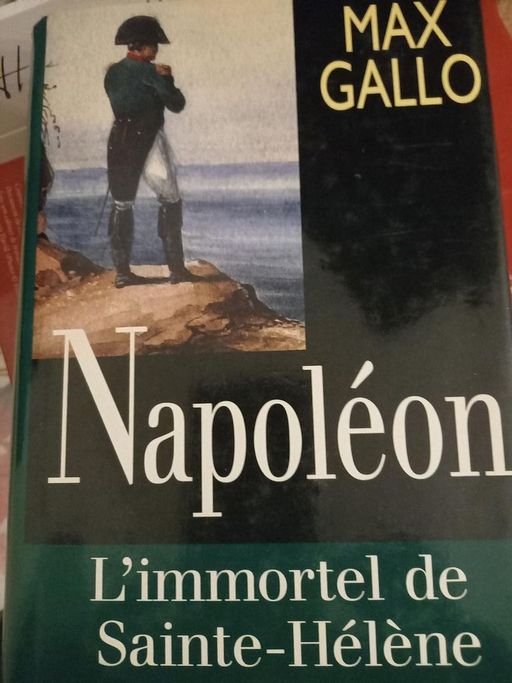 MAX
GALLO
Napoléon
L'immortel de
Sainte-Hélène